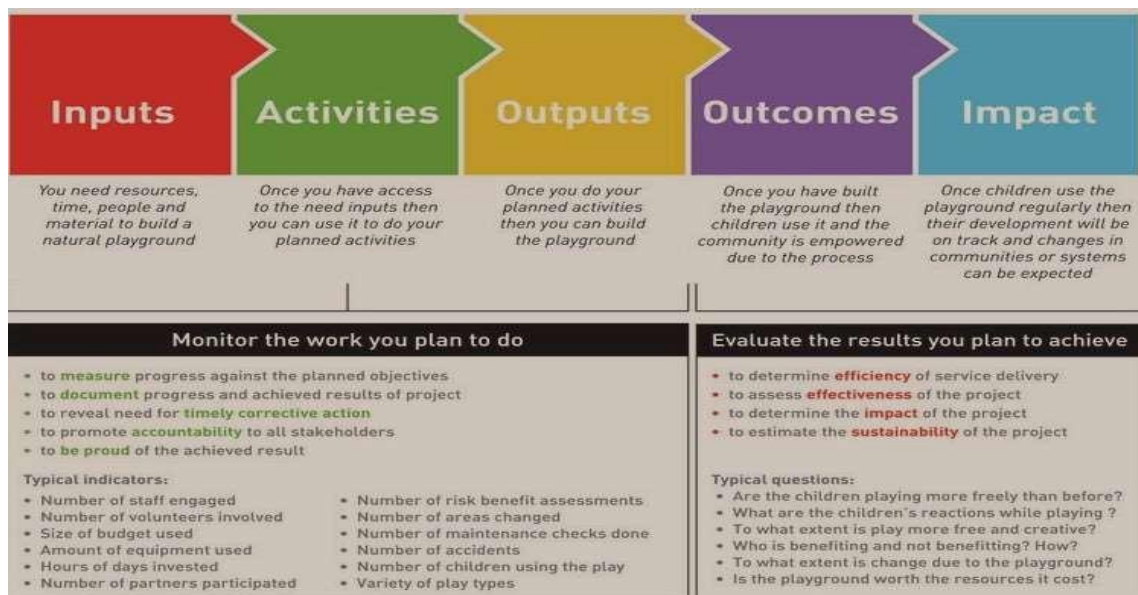 Inputs
Activities
Outputs
Outcomes
Impact
You need resources,
time, people and
material to build a
natural playground
Once you have access
to the need inputs then
you can use it to do your
planned activities
Once you do your
planned activities
then you can build
the playground
Once you have built
the playground then
children use it and the
community is empowered
due to the process
Once children use the
playground regularly then
their development will be
on track and changes in
communities or systems
can be expected
Monitor the work you plan to do
• to measure progress against the planned objectives
• to document progress and achieved results of project
• to reveal need for timely corrective action
• to promote accountability to all stakeholders
• to be proud of the achieved result
Typical indicators:
• Number of staff engaged
• Number of volunteers involved
• Size of budget used
• Amount of equipment used
• Hours of days invested
• Number of partners participated
• Number of risk benefit assessments
• Number of areas changed
• Number of maintenance checks done
• Number of accidents
• Number of children using the play
• Variety of play types
Evaluate the results you plan to achieve
• to determine efficiency of service delivery
• to assess effectiveness of the project
• to determine the impact of the project
• to estimate the sustainability of the project
Typical questions:
• Are the children playing more freely than before?
• What are the children's reactions while playing ?
• To what extent is play more free and creative?
• Who is benefiting and not benefitting? How?
• To what extent is change due to the playground?
• Is the playground worth the resources it cost?